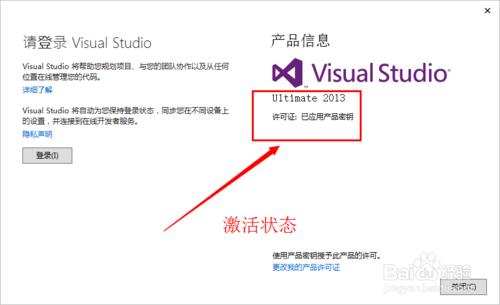 请登录 Visual Studio
Visual Studio 将帮助您规划项目、与您的团队协作以及从任何
位置在线管理您的代码。
详细了解
Visual Studio 将自动为您保持登录状态，同步您在不同设备上
的设置，并连接到在线开发者服务。
隐私声明
登录(I)
产品信息
Visual Studio
Ultimate 2013
许可证: 已应用产品密钥
激活状态
使用产品密钥授予此产品的许可。
更改我的产品许可证
关闭(C)
Baidu 经验
jingyan.baidu.com